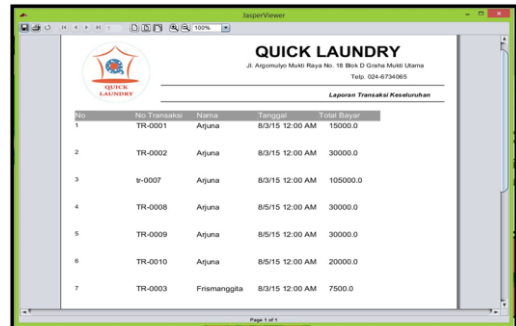 JasperViewer
100%
QUICK LAUNDRY
Jl. Argomulyo Mukti Raya No. 18 Blok D Graha Mukti Utama
Telp. 024-6734065
QUICK
LAUNDRY
Laporan Transaksi Keseluruhan
No No Transaksi Nama Tanggal Total Bayar
1 TR-0001 Arjuna 8/3/15 12:00 AM 15000.0
2 TR-0002 Arjuna 8/3/15 12:00 AM 30000.0
3 tr-0007 Arjuna 8/3/15 12:00 AM 105000.0
4 TR-0008 Arjuna 8/5/15 12:00 AM 30000.0
5 TR-0009 Arjuna 8/5/15 12:00 AM 30000.0
6 TR-0010 Arjuna 8/5/15 12:00 AM 20000.0
7 TR-0003 Frismanggita 8/3/15 12:00 AM 7500.0
Page 1 of 1